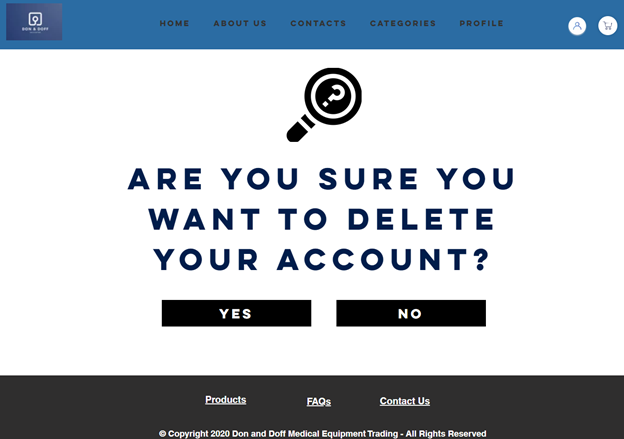 DON & DOFF
HOME ABOUT US CONTACTS CATEGORIES PROFILE
ARE YOU SURE YOU
WANT TO DELETE
YOUR ACCOUNT?
YES NO
Products FAQs Contact Us
© Copyright 2020 Don and Doff Medical Equipment Trading - All Rights Reserved